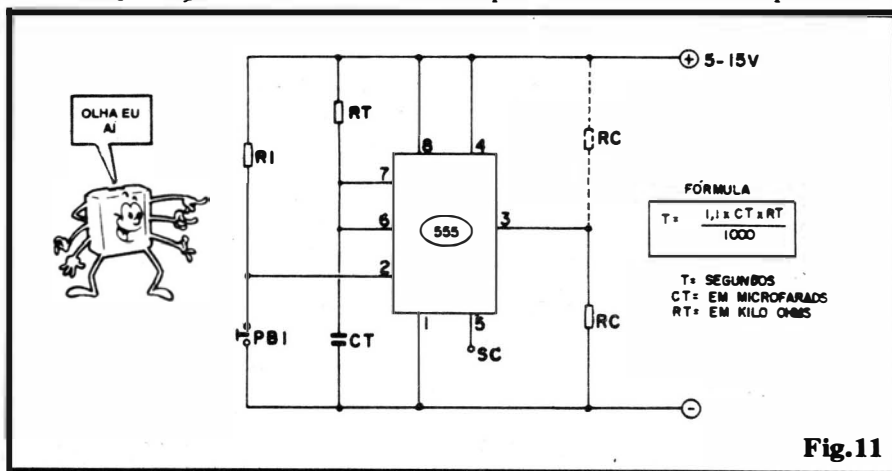 OLHA EU
AÍ
5-15V
RT
RC
R1
8
4
7
FÓRMULA
T= 1,1 x CT x RT
1000
6
555
3
2
T= SEGUNDOS
CT= EM MICROFARADS
RT= EM KILO OHMS
RC
1
5
PB1
CT
SC
Fig.11